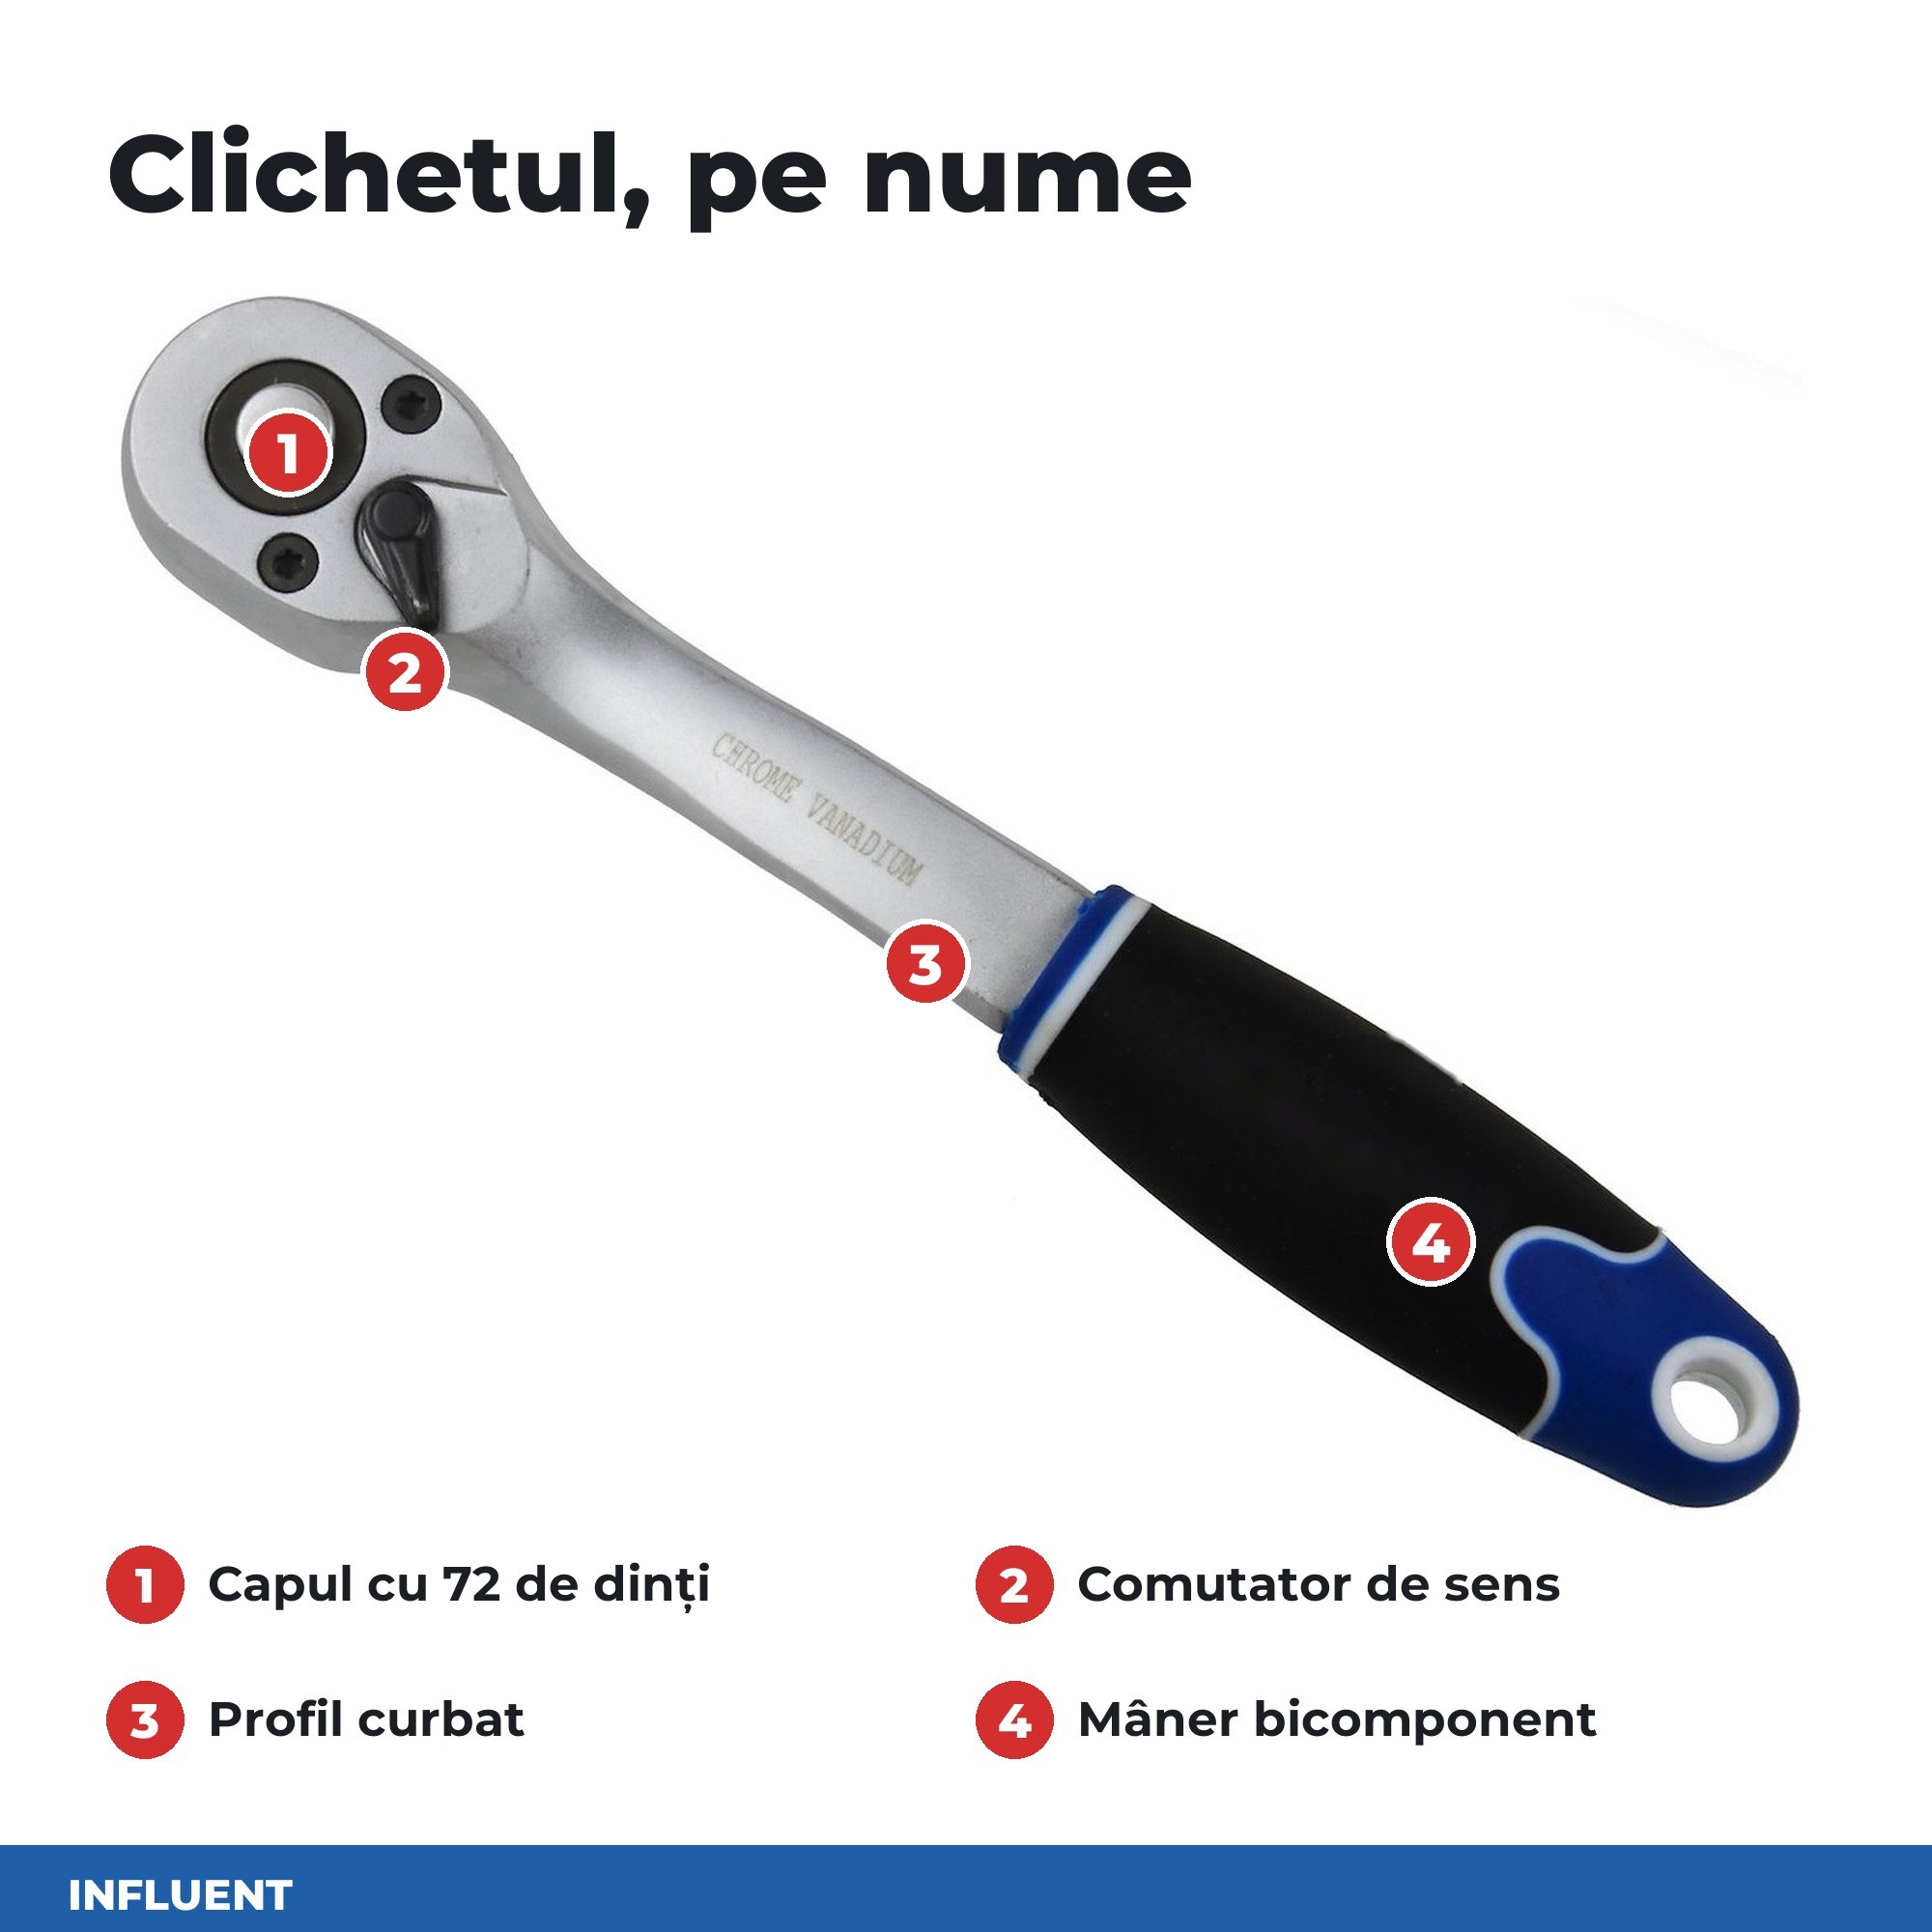 Clichetul, pe nume
1
2
CHROME VANADIUM
3
4
1 Capul cu 72 de dinți
2 Comutator de sens
3 Profil curbat
4 Mâner bicomponent
INFLUENT